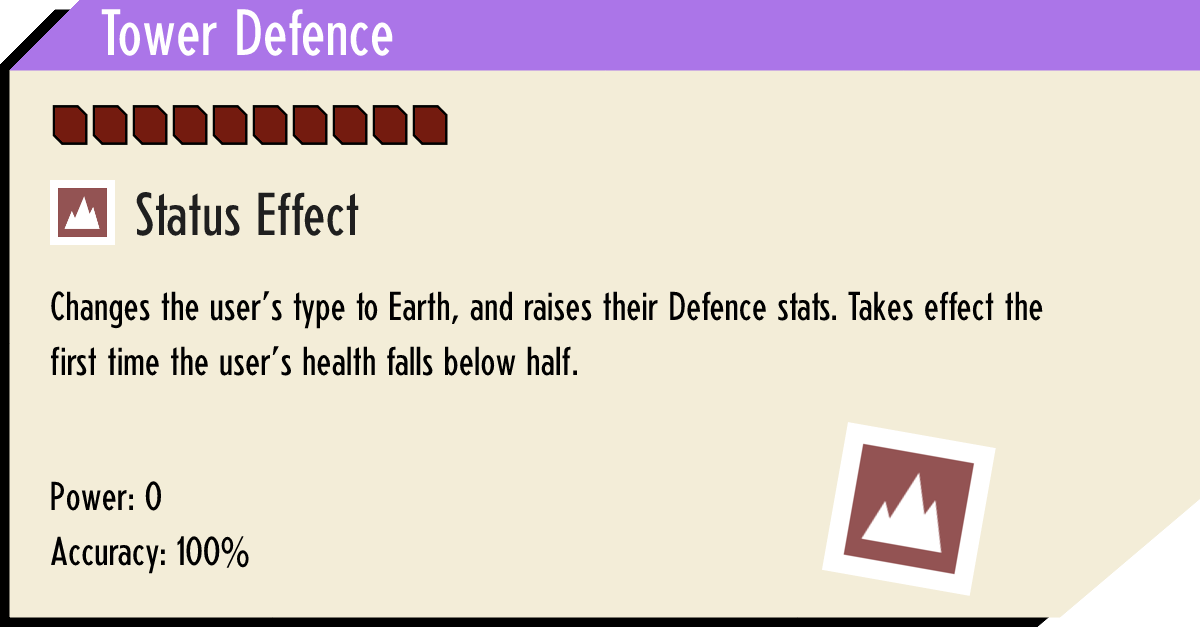 Tower Defence
Status Effect
Changes the user's type to Earth, and raises their Defence stats. Takes effect the
first time the user's health falls below half.
Power: 0
Accuracy: 100%